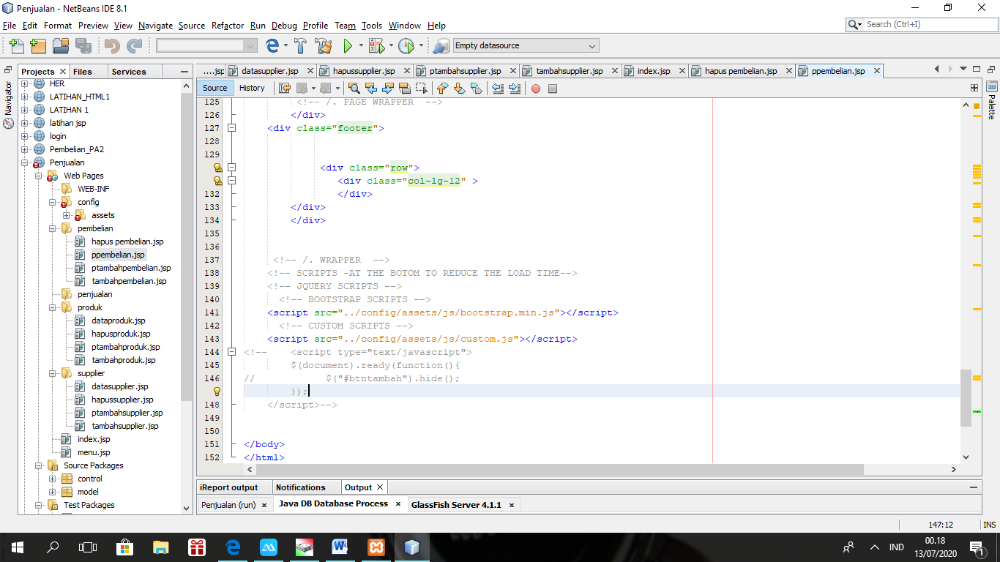 Penjualan - NetBeans IDE 8.1
File Edit Format Preview View Navigate Source Refactor Run Debug Profile Team Tools Window Help
Search (Ctrl+I)
Empty datasource
Projects Files Services
....jsp datasupplier.jsp hapussupplier.jsp ptambahsupplier.jsp tambahsupplier.jsp index.jsp hapus pembelian.jsp ppembelian.jsp
Source History
Navigator
Palette
HER
LATIHAN_HTML1
LATIHAN 1
latihan jsp
login
Pembelian_PA2
Penjualan
Web Pages
WEB-INF
config
assets
pembelian
hapus pembelian.jsp
ppembelian.jsp
ptambahpembelian.jsp
tambahpembelian.jsp
penjualan
produk
dataproduk.jsp
hapusproduk.jsp
ptambahproduk.jsp
tambahproduk.jsp
supplier
datasupplier.jsp
hapussupplier.jsp
ptambahsupplier.jsp
tambahsupplier.jsp
index.jsp
menu.jsp
Source Packages
control
model
Test Packages
125 <!-- /. PAGE WRAPPER  -->
126 </div>
127 <div class="footer">
128
129
<div class="row">
<div class="col-lg-12" >
132 </div>
133 </div>
134 </div>
135
136
137 <!-- /. WRAPPER  -->
138 <!-- SCRIPTS -AT THE BOTOM TO REDUCE THE LOAD TIME-->
139 <!-- JQUERY SCRIPTS -->
140 <!-- BOOTSTRAP SCRIPTS -->
141 <script src="../config/assets/js/bootstrap.min.js"></script>
142 <!-- CUSTOM SCRIPTS -->
143 <script src="../config/assets/js/custom.js"></script>
144 <!--    <script type="text/javascript">
145 $(document).ready(function(){
146 //            $("#btntambah").hide();
});
148 </script>-->
149
150
151 </body>
152 </html>
iReport output Notifications Output
Penjualan (run) Java DB Database Process GlassFish Server 4.1.1
147:12 INS
IND
00.18
13/07/2020
1